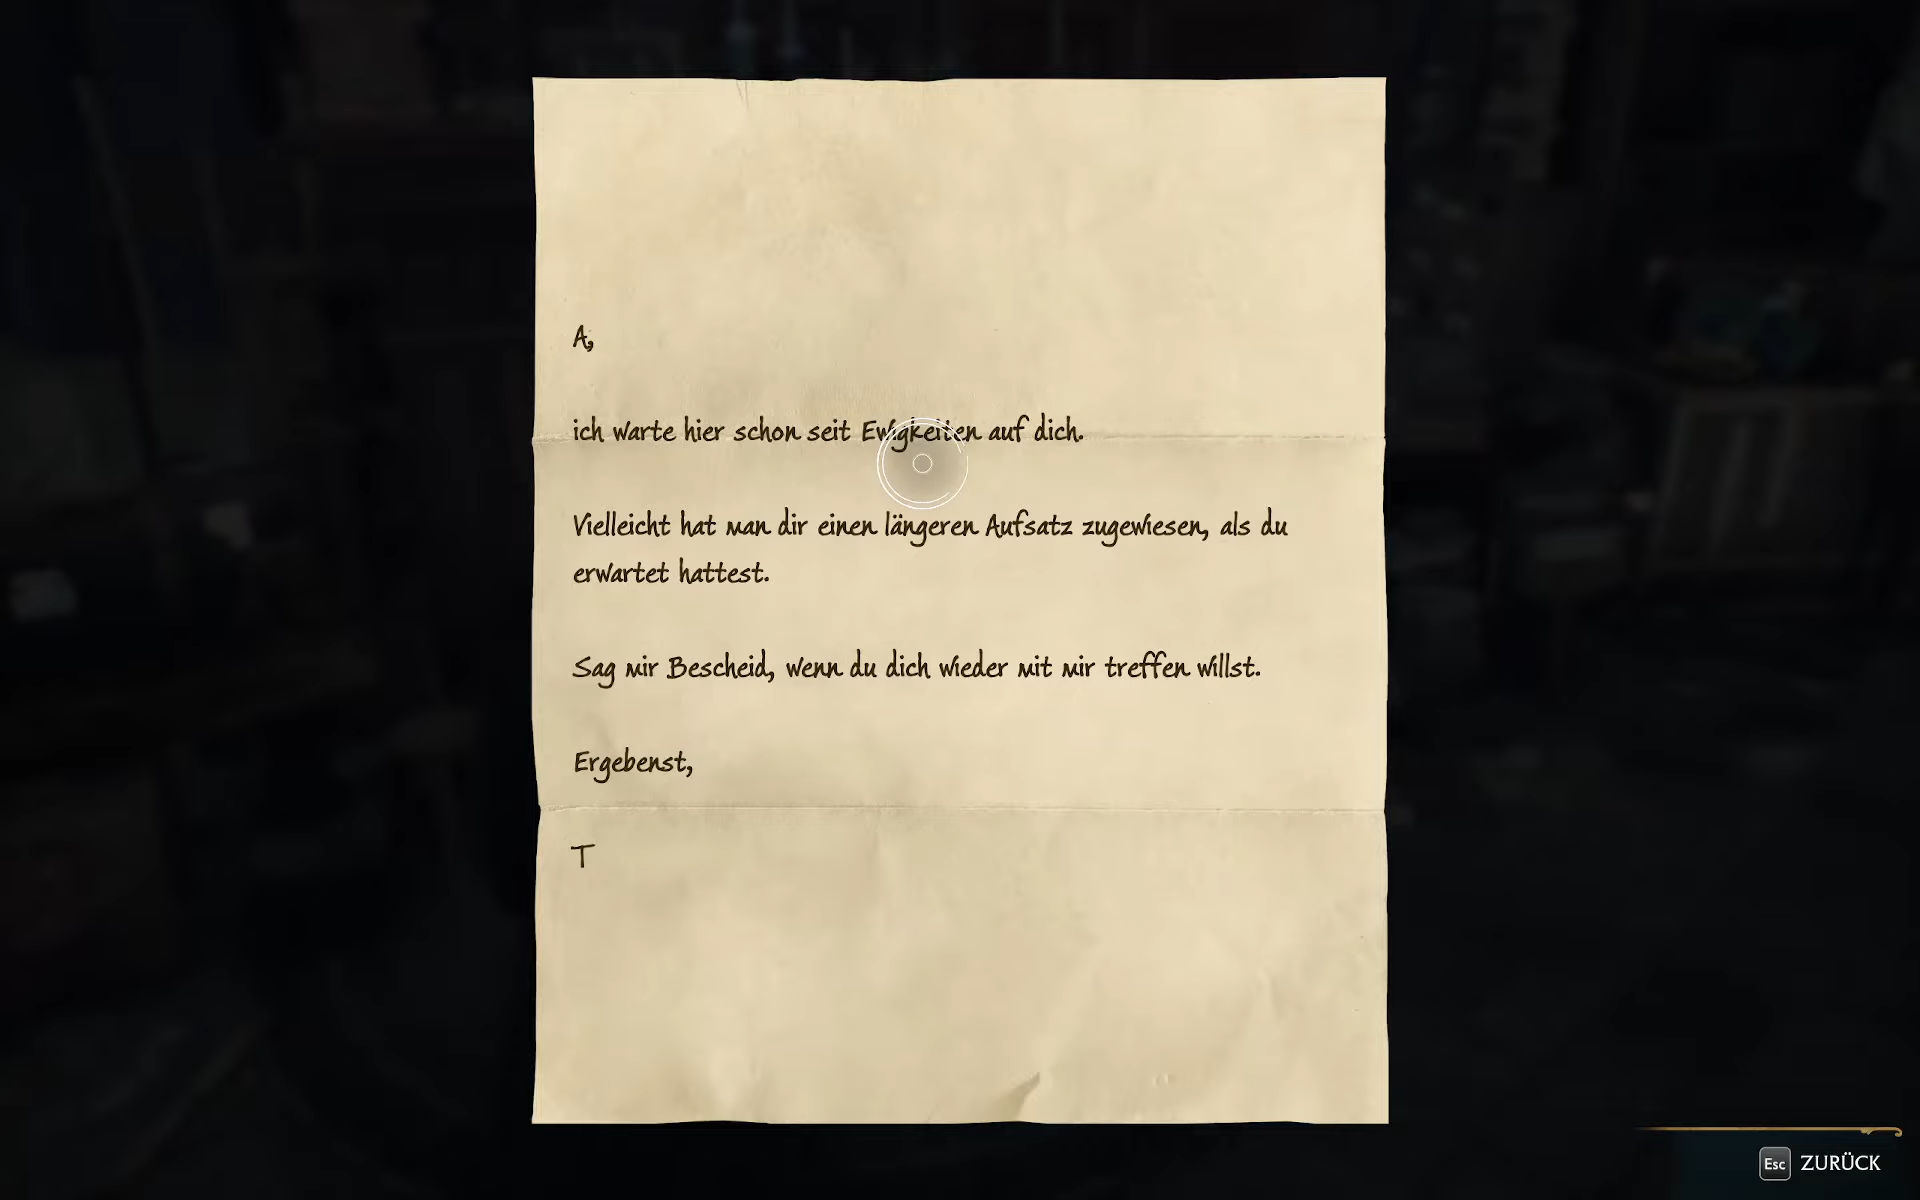 A,
ich warte hier schon seit Ewigkeiten auf dich.
Vielleicht hat man dir einen längeren Aufsatz zugewiesen, als du
erwartet hattest.
Sag mir Bescheid, wenn du dich wieder mit mir treffen willst.
Ergebenst,
T
Esc ZURÜCK